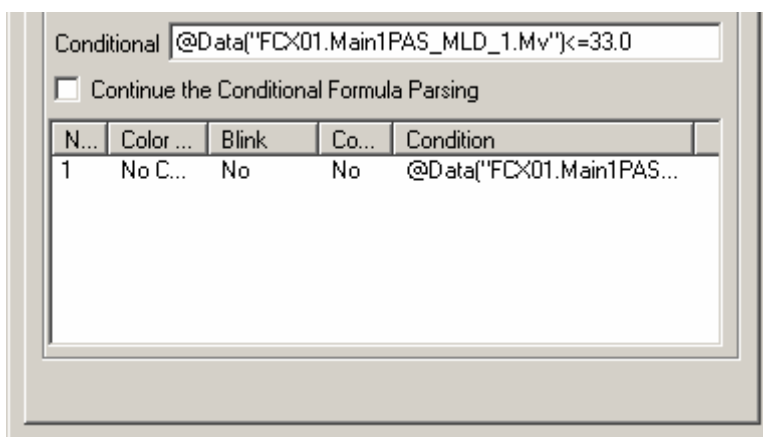 Conditional @Data("FCX01.Main1PAS_MLD_1.Mv")<=33.0
Continue the Conditional Formula Parsing
N... Color ... Blink Co... Condition
1 No C... No No @Data("FCX01.Main1PAS...